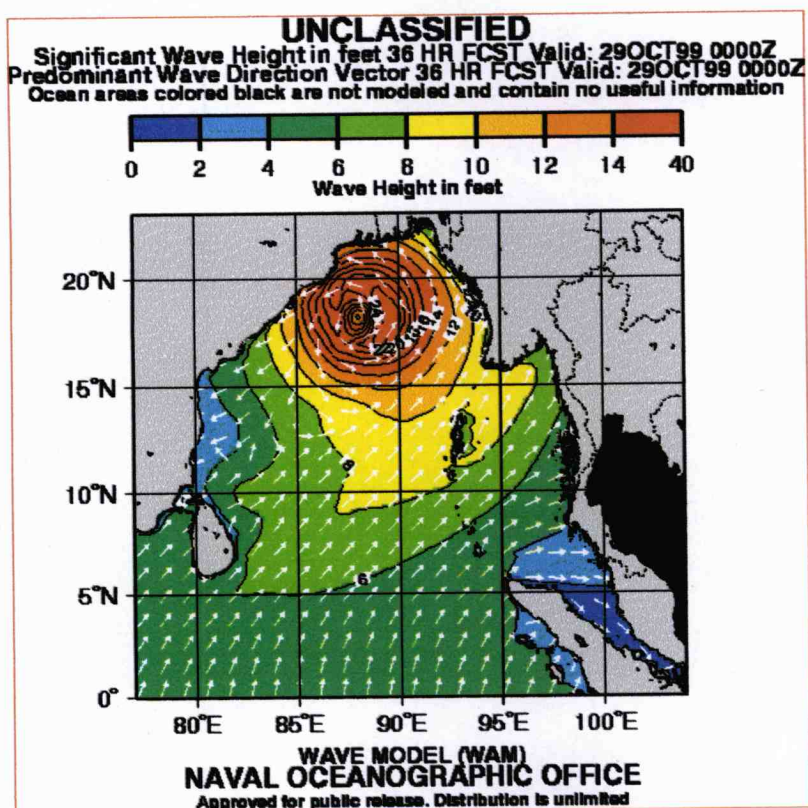 UNCLASSIFIED
Significant Wave Height in feet 36 HR FCST Valid: 29OCT99 0000Z
Predominant Wave Direction Vector 36 HR FCST Valid: 29OCT99 0000Z
Ocean areas colored black are not modeled and contain no useful information
0 2 4 6 8 10 12 14 40
Wave Height in feet
20°N
15°N
10°N
5°N
0°
12
8
6
80°E 85°E 90°E 95°E 100°E
WAVE MODEL (WAM)
NAVAL OCEANOGRAPHIC OFFICE
Approved for public release. Distribution is unlimited